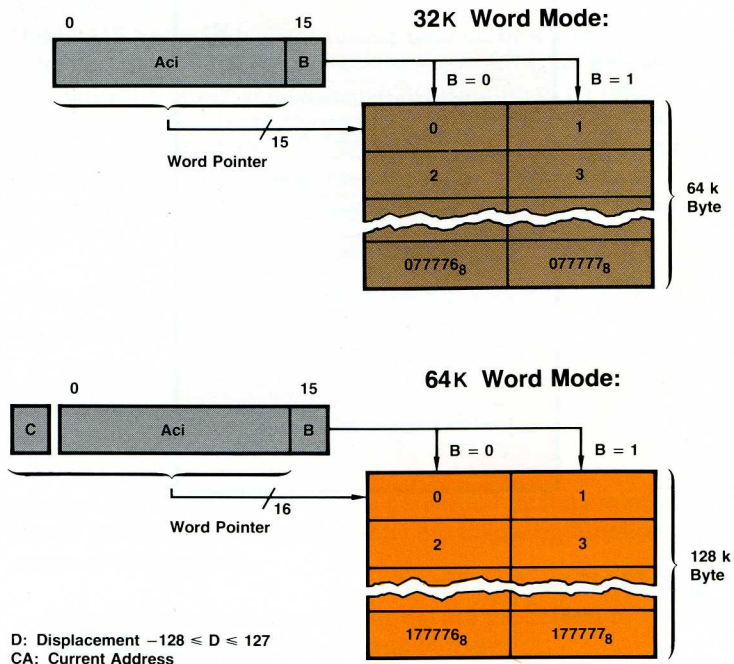 32K Word Mode:
0 15
Aci B
B = 0 B = 1
15
Word Pointer
0 1
2 3
077776₈ 077777₈
64 k
Byte
64K Word Mode:
0 15
C Aci B
B = 0 B = 1
16
Word Pointer
0 1
2 3
177776₈ 177777₈
128 k
Byte
D: Displacement −128 ≤ D ≤ 127
CA: Current Address